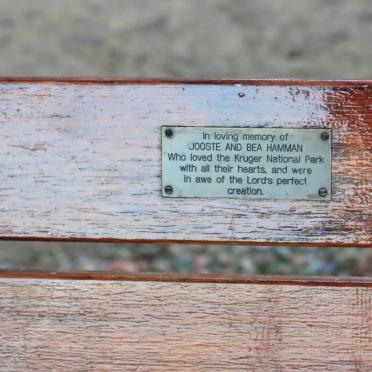 In loving memory of
JOOSTE AND BEA HAMMAN
Who loved the Kruger National Park
with all their hearts, and were
in awe of the Lord's perfect
creation.